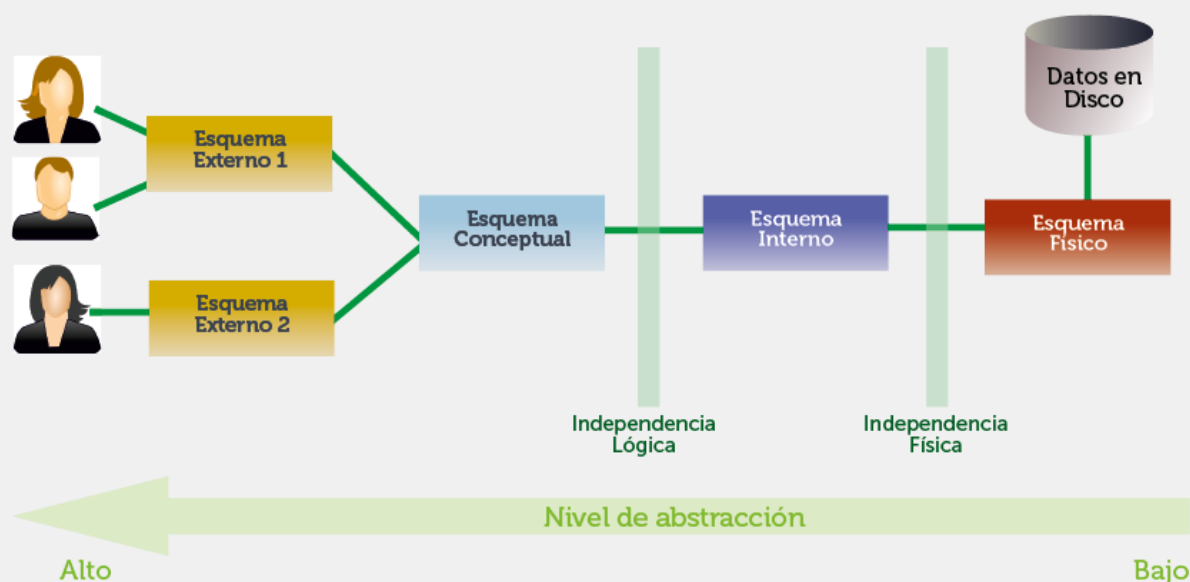 Esquema
Externo 1
Esquema
Externo 2
Esquema
Conceptual
Esquema
Interno
Esquema
Físico
Datos en
Disco
Independencia
Lógica
Independencia
Física
Nivel de abstracción
Alto
Bajo